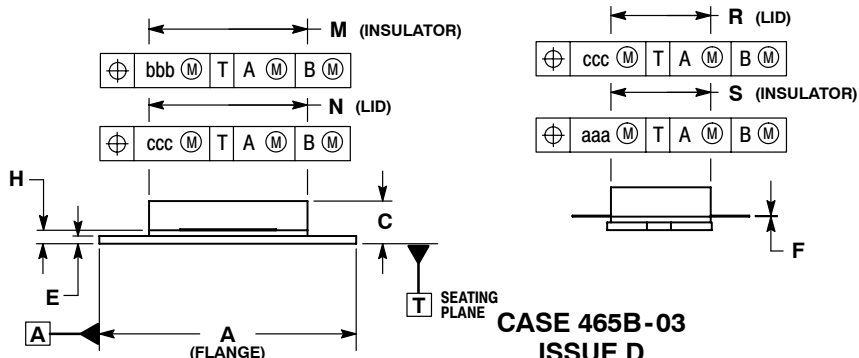 M (INSULATOR)
⌖ bbb Ⓜ T A Ⓜ B Ⓜ
N (LID)
⌖ ccc Ⓜ T A Ⓜ B Ⓜ
R (LID)
⌖ ccc Ⓜ T A Ⓜ B Ⓜ
S (INSULATOR)
⌖ aaa Ⓜ T A Ⓜ B Ⓜ
H
C
E
F
T SEATING
PLANE
A
A
(FLANGE)
CASE 465B-03
ISSUE D